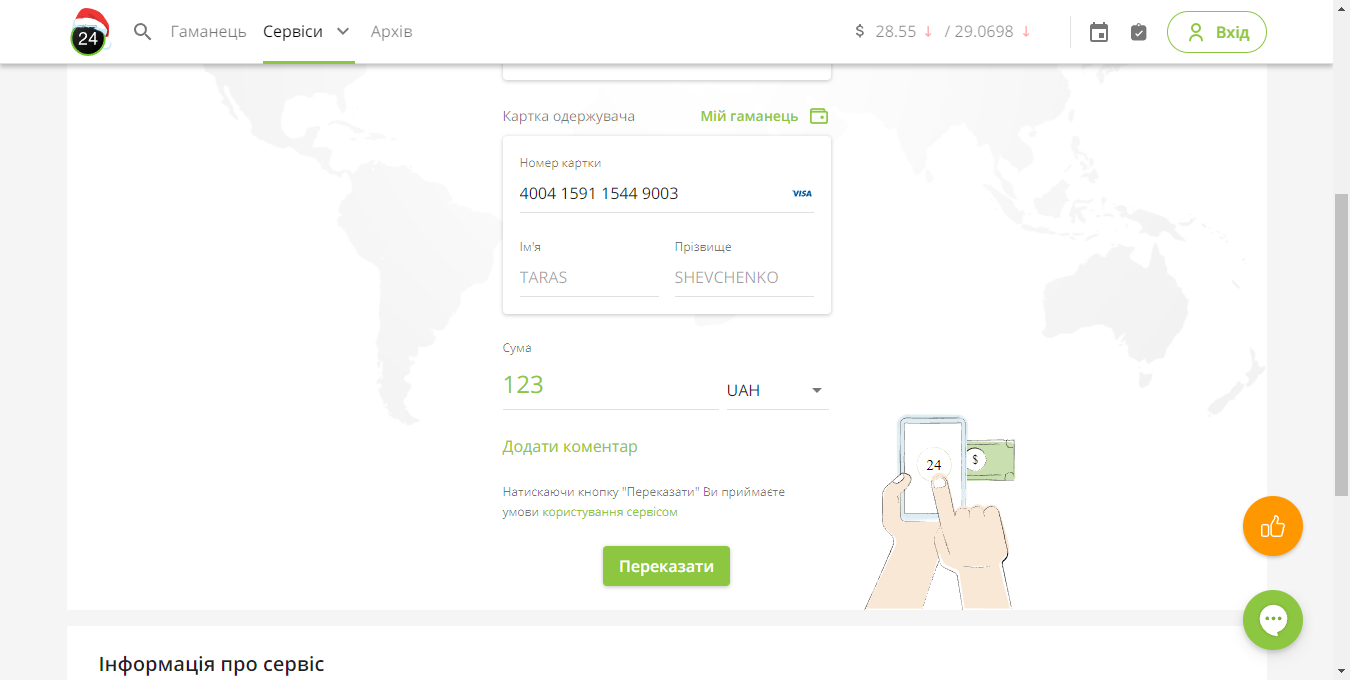 24 Гаманець Сервіси Архів $ 28.55 ↓ / 29.0698 ↓ Вхід
Картка одержувача Мій гаманець
Номер картки
4004 1591 1544 9003 VISA
Ім'я Прізвище
TARAS SHEVCHENKO
Сума
123 UAH
Додати коментар
24 $
Натискаючи кнопку "Переказати" Ви приймаєте
умови користування сервісом
Переказати
Інформація про сервіс